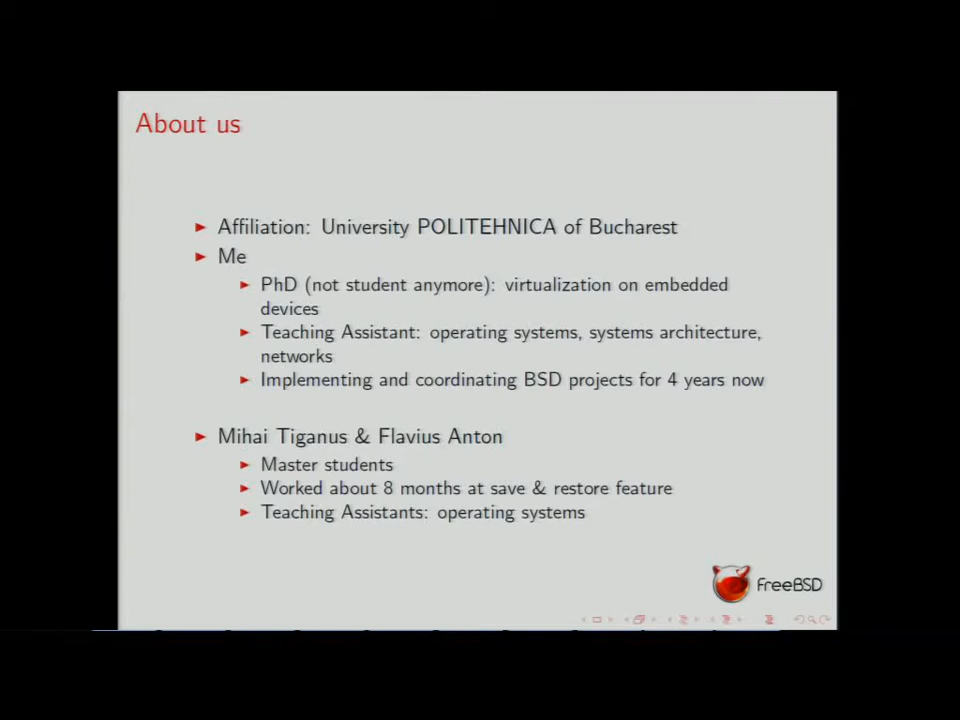 About us
Affiliation: University POLITEHNICA of Bucharest
Me
PhD (not student anymore): virtualization on embedded
devices
Teaching Assistant: operating systems, systems architecture,
networks
Implementing and coordinating BSD projects for 4 years now
Mihai Tiganus & Flavius Anton
Master students
Worked about 8 months at save & restore feature
Teaching Assistants: operating systems
FreeBSD